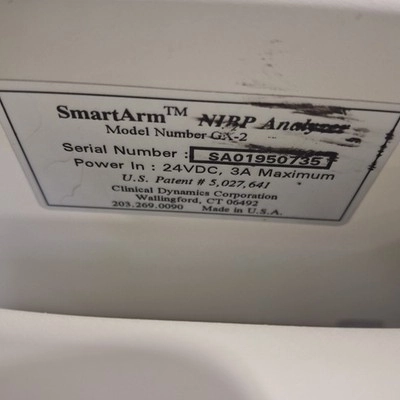 SmartArm™ NIBP Analyzer
Model Number GX-2
Serial Number : SA01950735
Power In : 24VDC, 3A Maximum
U.S. Patent # 5,027,641
Clinical Dynamics Corporation
Wallingford, CT 06492
203.269.0090 Made in U.S.A.